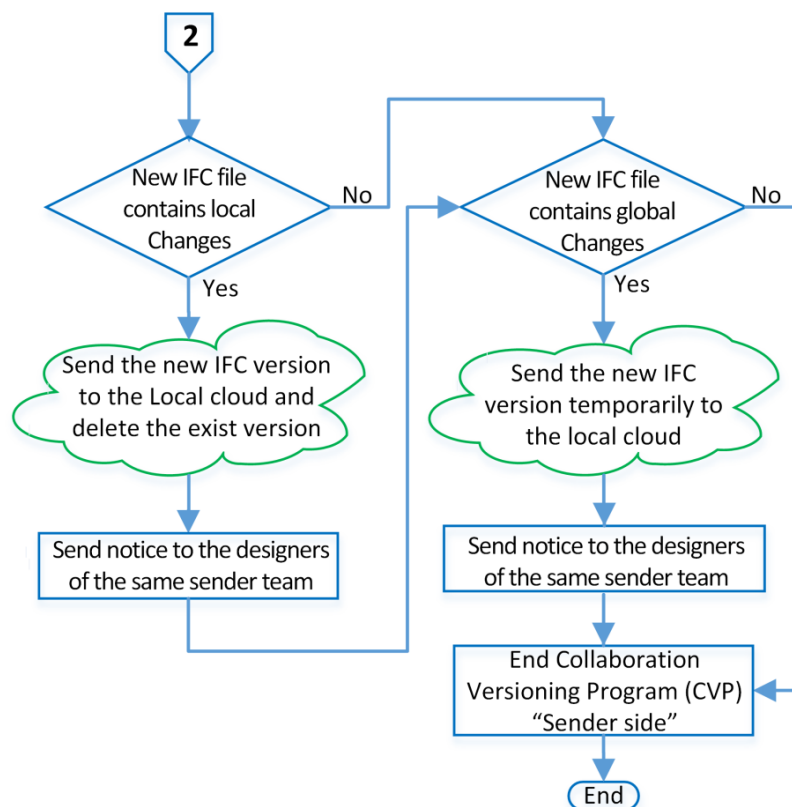 2
New IFC file
contains local
Changes
No
Yes
Send the new IFC version
to the Local cloud and
delete the exist version
Send notice to the designers
of the same sender team
New IFC file
contains global
Changes
No
Yes
Send the new IFC
version temporarily to
the local cloud
Send notice to the designers
of the same sender team
End Collaboration
Versioning Program (CVP)
“Sender side”
End